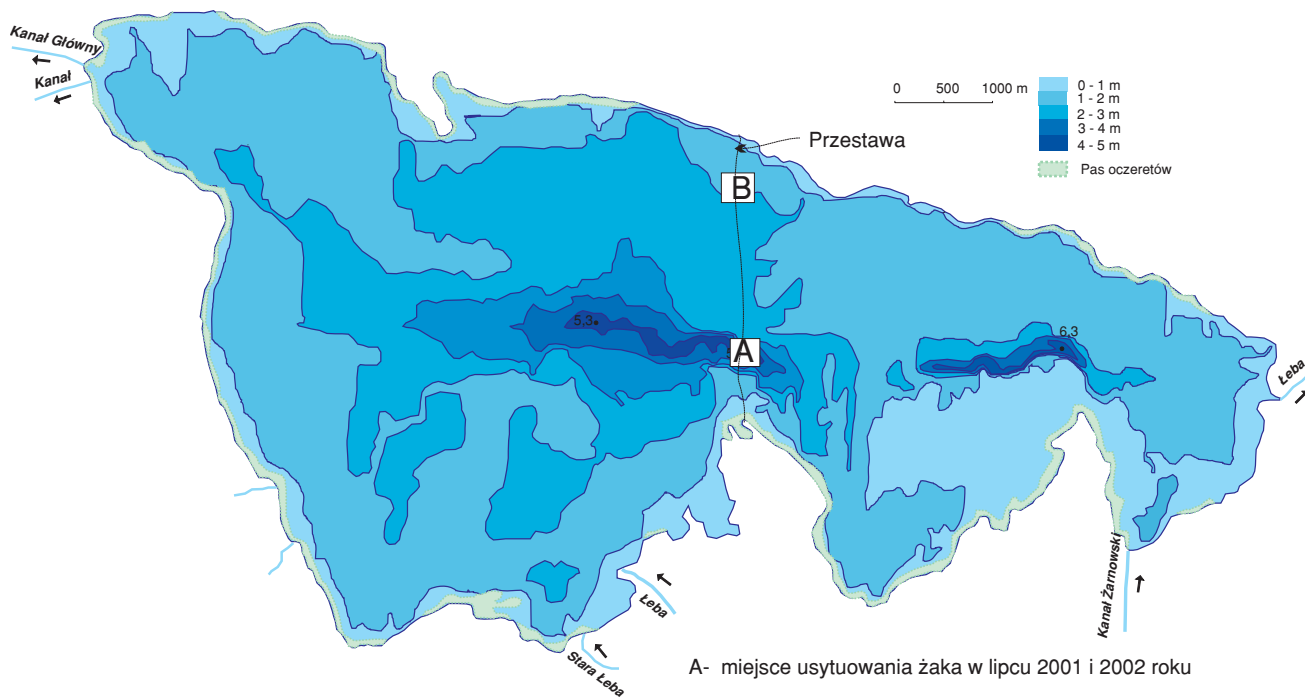 Kanał Główny
Kanał
0 500 1000 m
0 - 1 m
1 - 2 m
2 - 3 m
3 - 4 m
4 - 5 m
Pas oczeretów
Przestawa
B
5,3
A
6,3
Łeba
Kanał Żarnowski
Łeba
Stara Łeba
A- miejsce usytuowania żaka w lipcu 2001 i 2002 roku